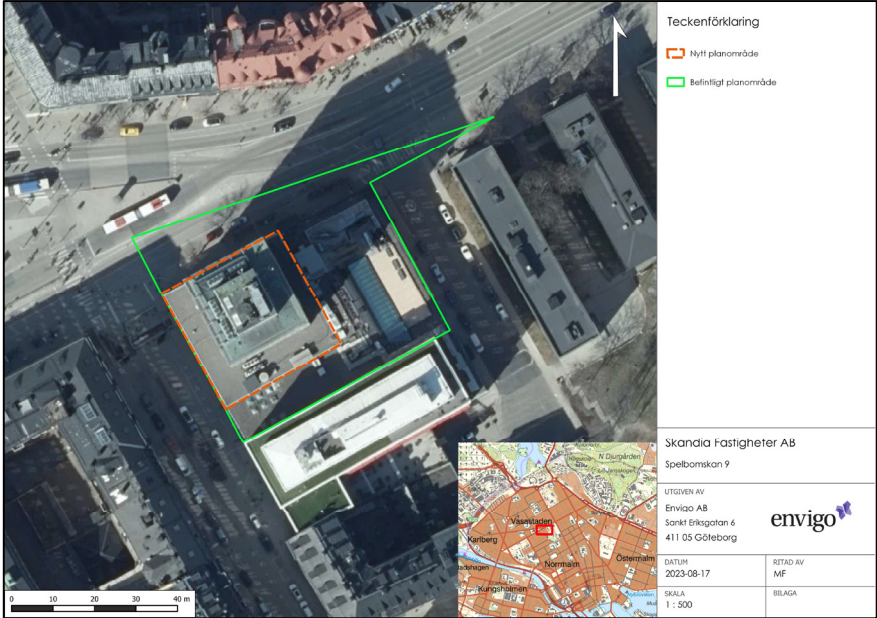 Teckenförklaring
Nytt planområde
Befintligt planområde
Skandia Fastigheter AB
Spelbomskan 9
UTGIVEN AV
Envigo AB
Sankt Eriksgatan 6
411 05 Göteborg
envigo
DATUM
2023-08-17
RITAD AV
MF
SKALA
1 : 500
BILAGA
0 10 20 30 40 m
N Djurgården
Vasastaden
Karlberg
Norrmalm
Östermalm
Kungsholmen